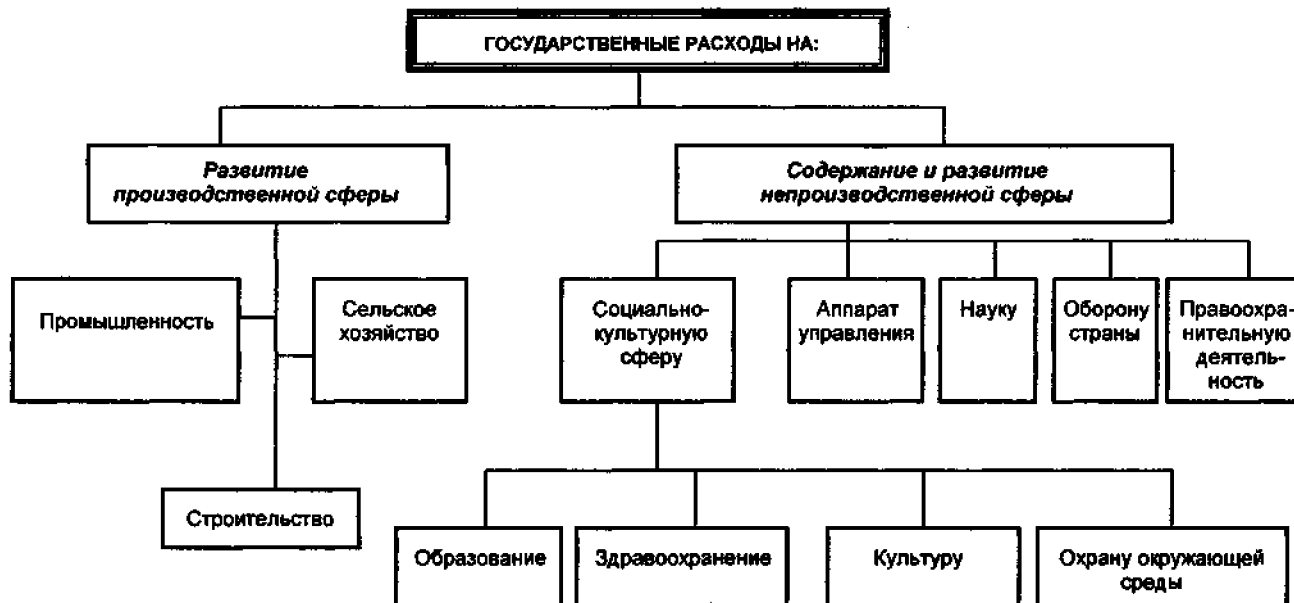 ГОСУДАРСТВЕННЫЕ РАСХОДЫ НА:
Развитие
производственной сферы
Содержание и развитие
непроизводственной сферы
Промышленность
Сельское
хозяйство
Строительство
Социально-
культурную
сферу
Аппарат
управления
Науку
Оборону
страны
Правоохра-
нительную
деятель-
ность
Образование
Здравоохранение
Культуру
Охрану окружающей
среды